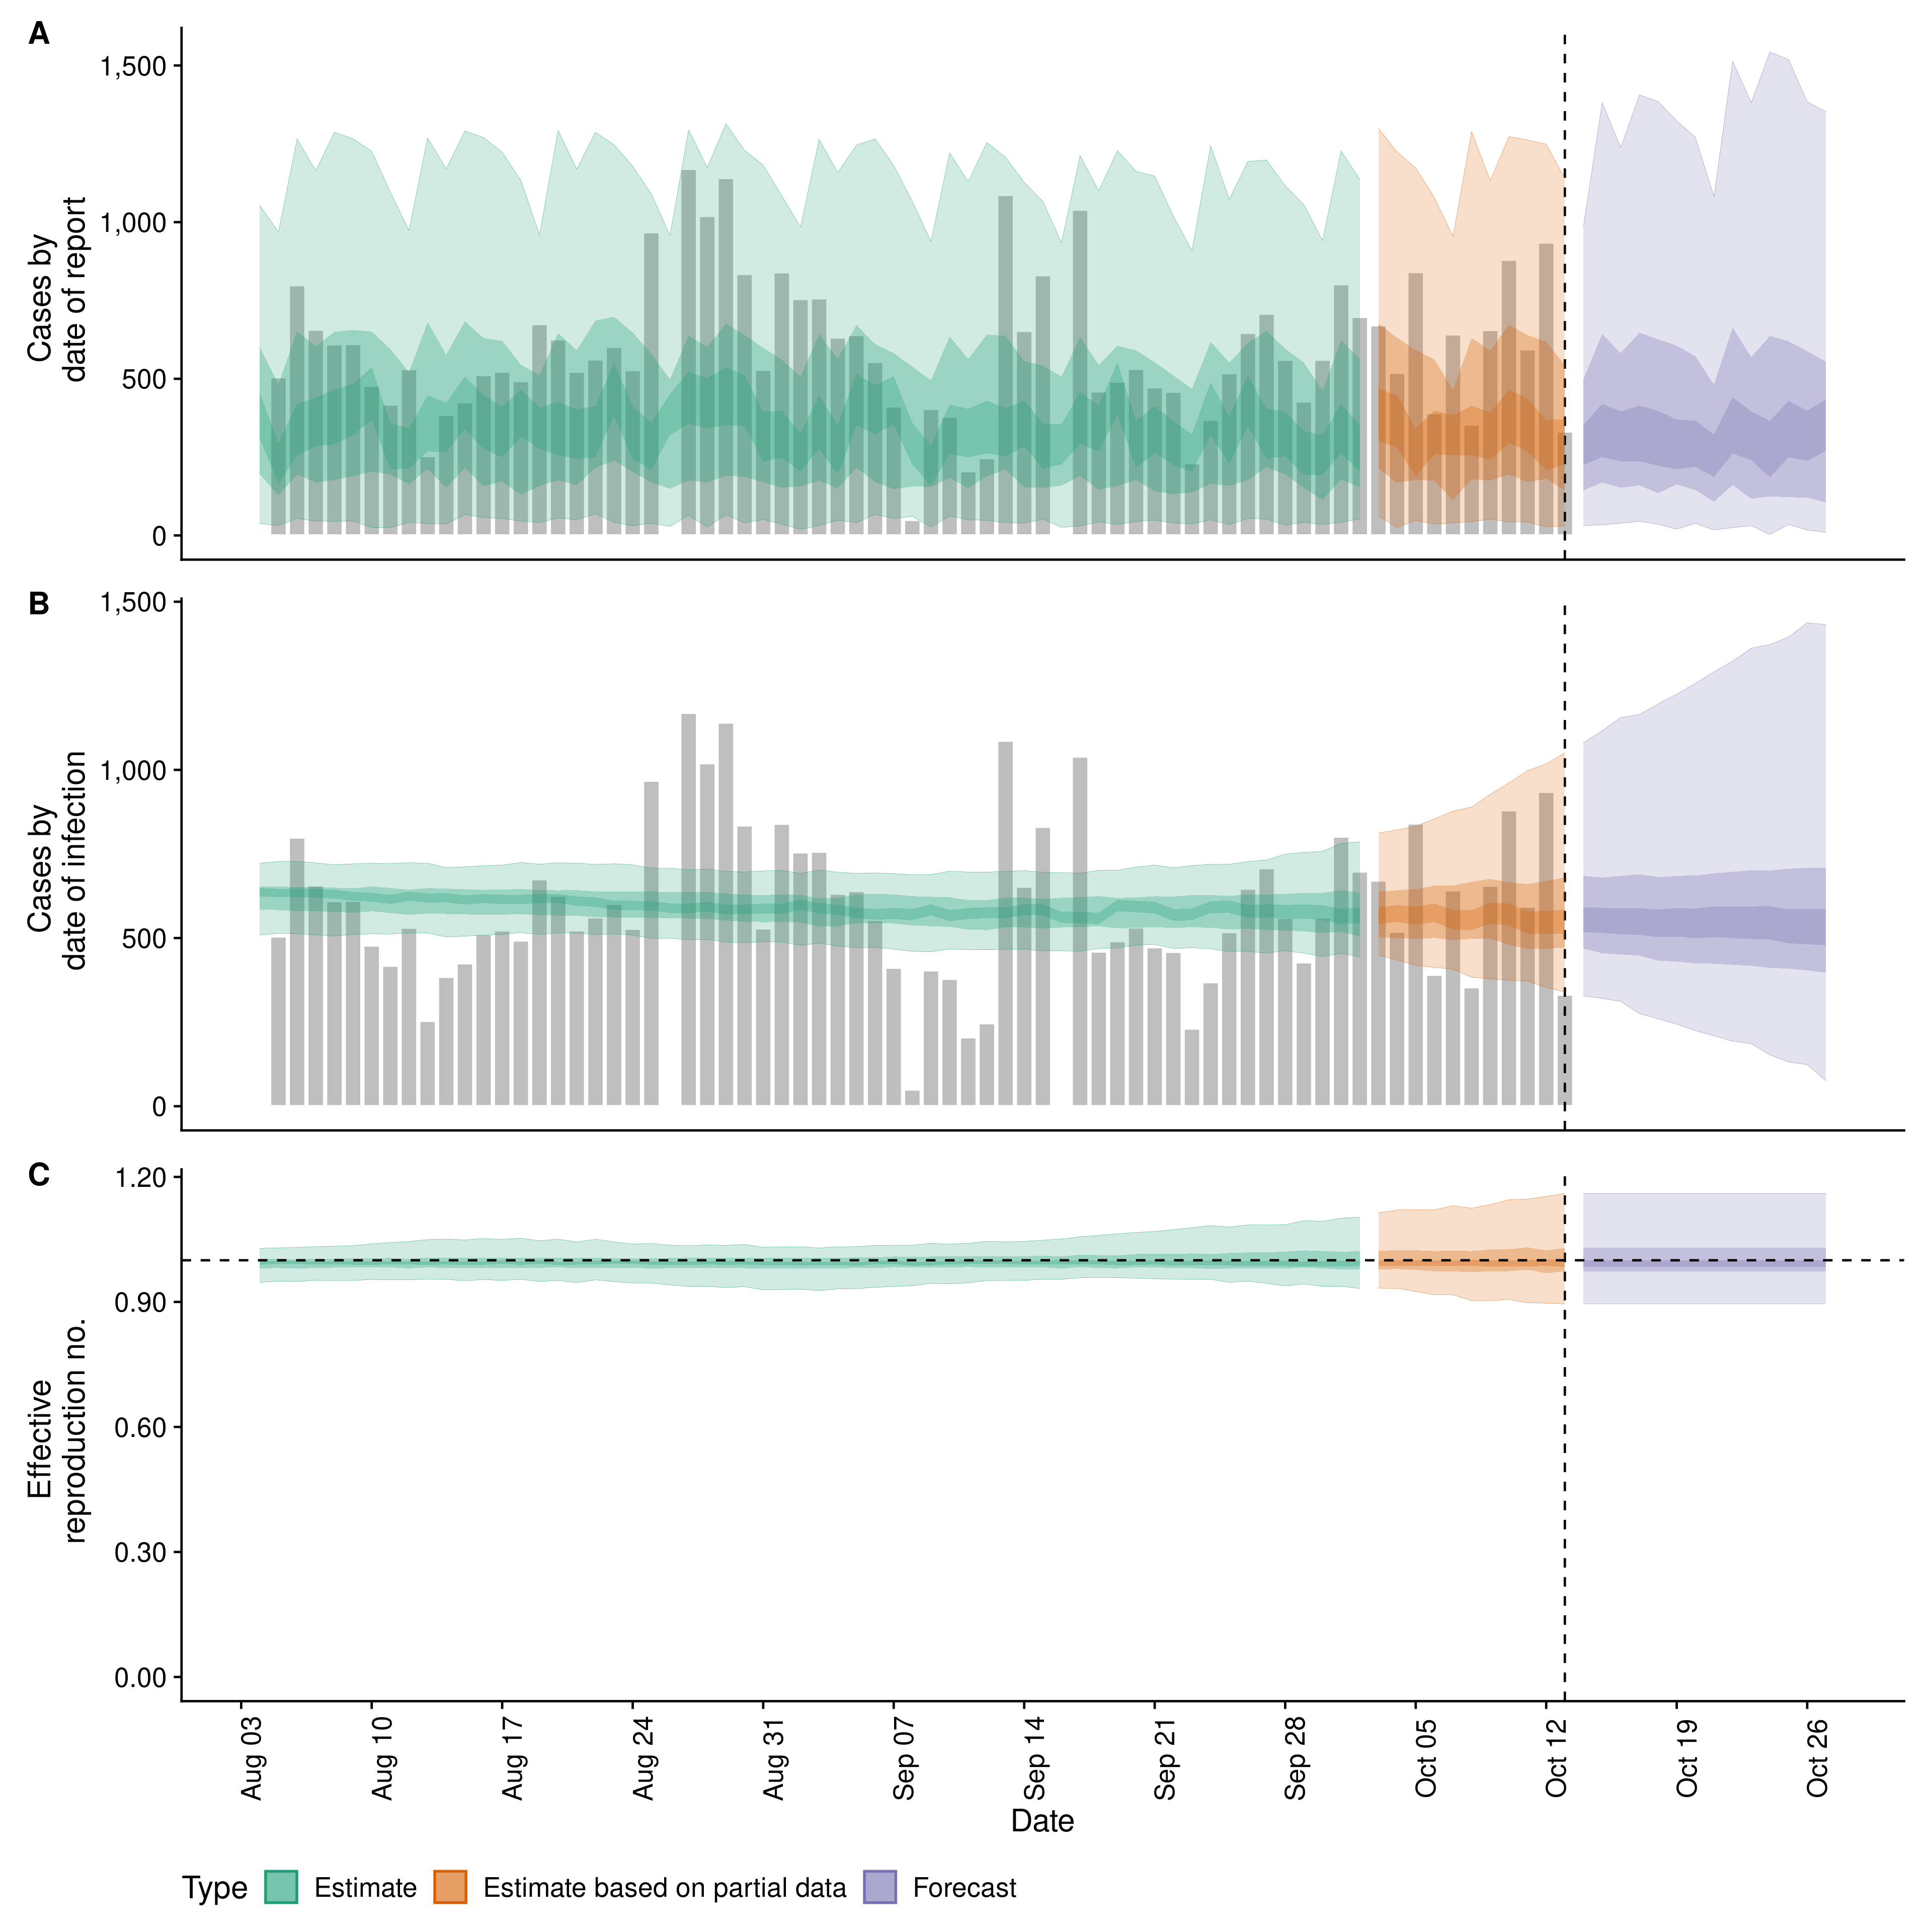 A
Cases by
date of report
1,500
1,000
500
0
B
Cases by
date of infection
1,500
1,000
500
0
C
Effective
reproduction no.
1.20
0.90
0.60
0.30
0.00
Aug 03
Aug 10
Aug 17
Aug 24
Aug 31
Sep 07
Sep 14
Sep 21
Sep 28
Oct 05
Oct 12
Oct 19
Oct 26
Date
Type Estimate Estimate based on partial data Forecast